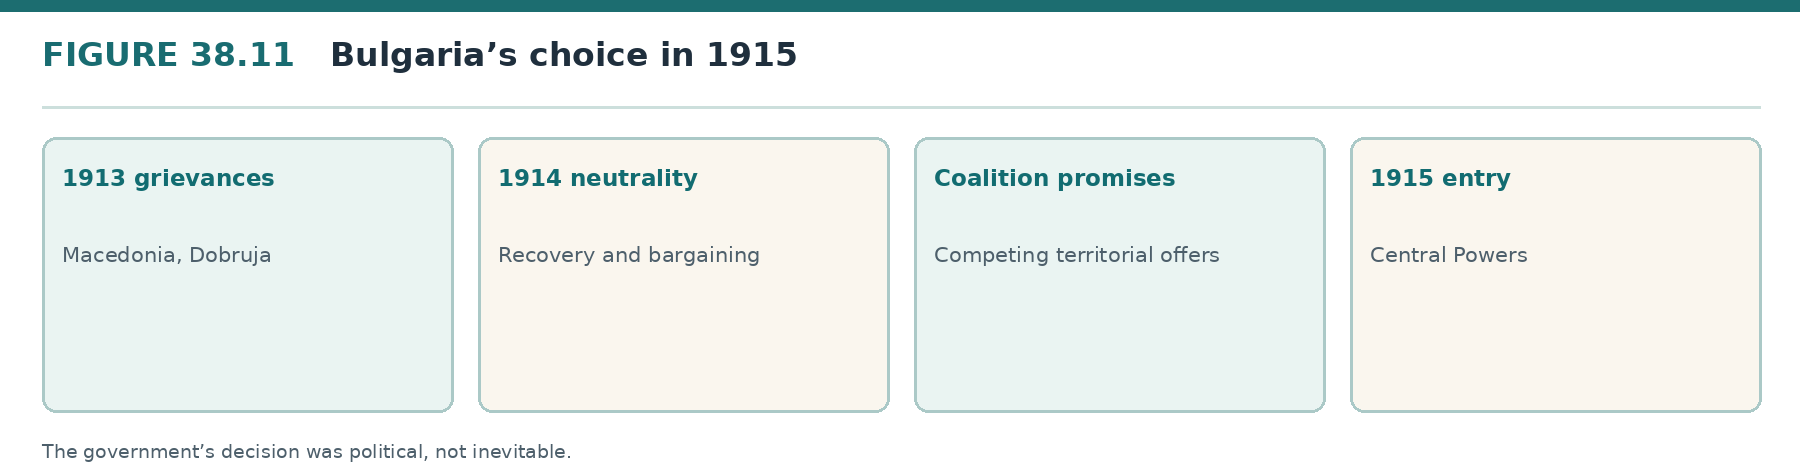 FIGURE 38.11 Bulgaria’s choice in 1915
1913 grievances
Macedonia, Dobruja
1914 neutrality
Recovery and bargaining
Coalition promises
Competing territorial offers
1915 entry
Central Powers
The government’s decision was political, not inevitable.